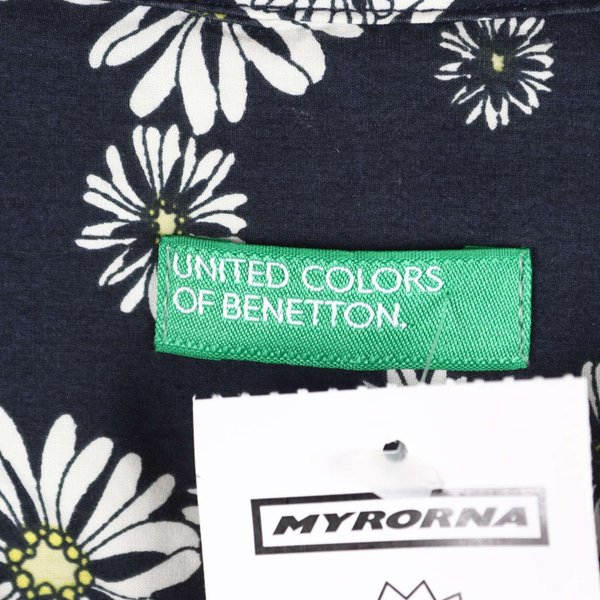 UNITED COLORS
OF BENETTON.
MYRORNA